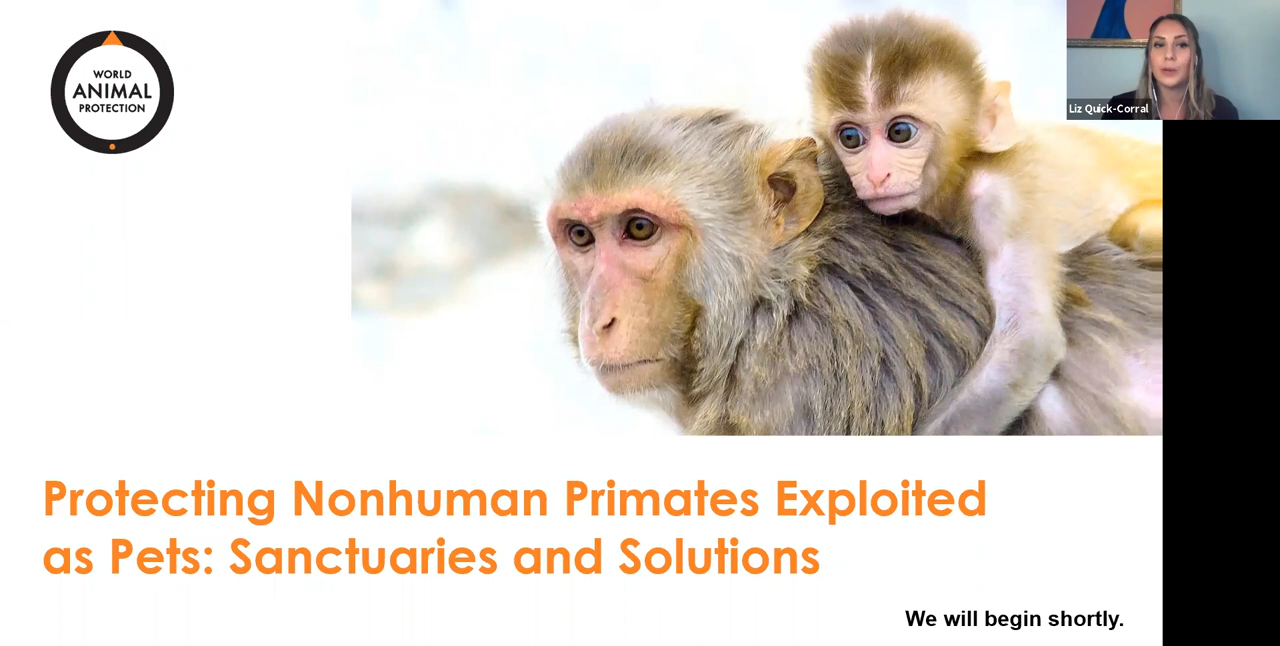 WORLD
ANIMAL
PROTECTION
Liz Quick-Corral
Protecting Nonhuman Primates Exploited
as Pets: Sanctuaries and Solutions
We will begin shortly.